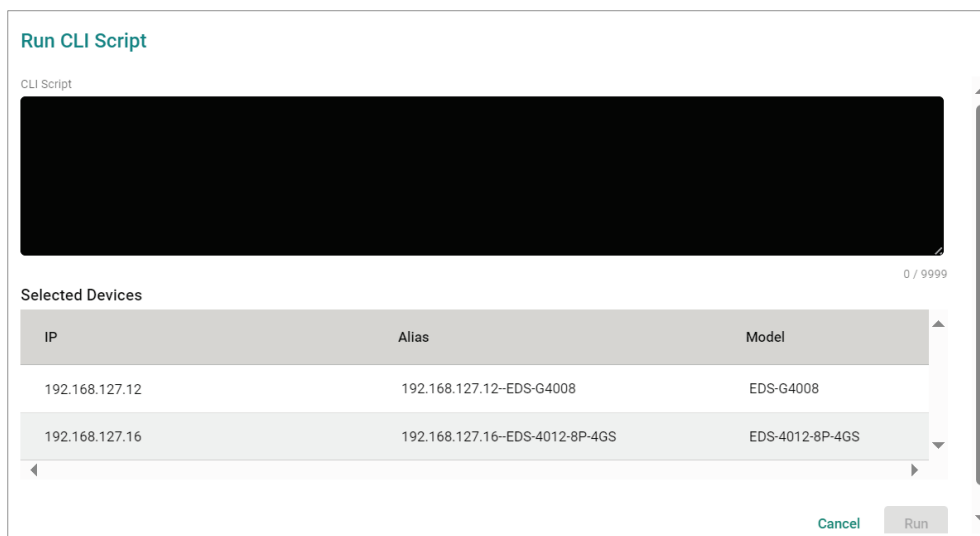 Run CLI Script
CLI Script
0 / 9999
Selected Devices
IP Alias Model
192.168.127.12 192.168.127.12--EDS-G4008 EDS-G4008
192.168.127.16 192.168.127.16--EDS-4012-8P-4GS EDS-4012-8P-4GS
Cancel Run